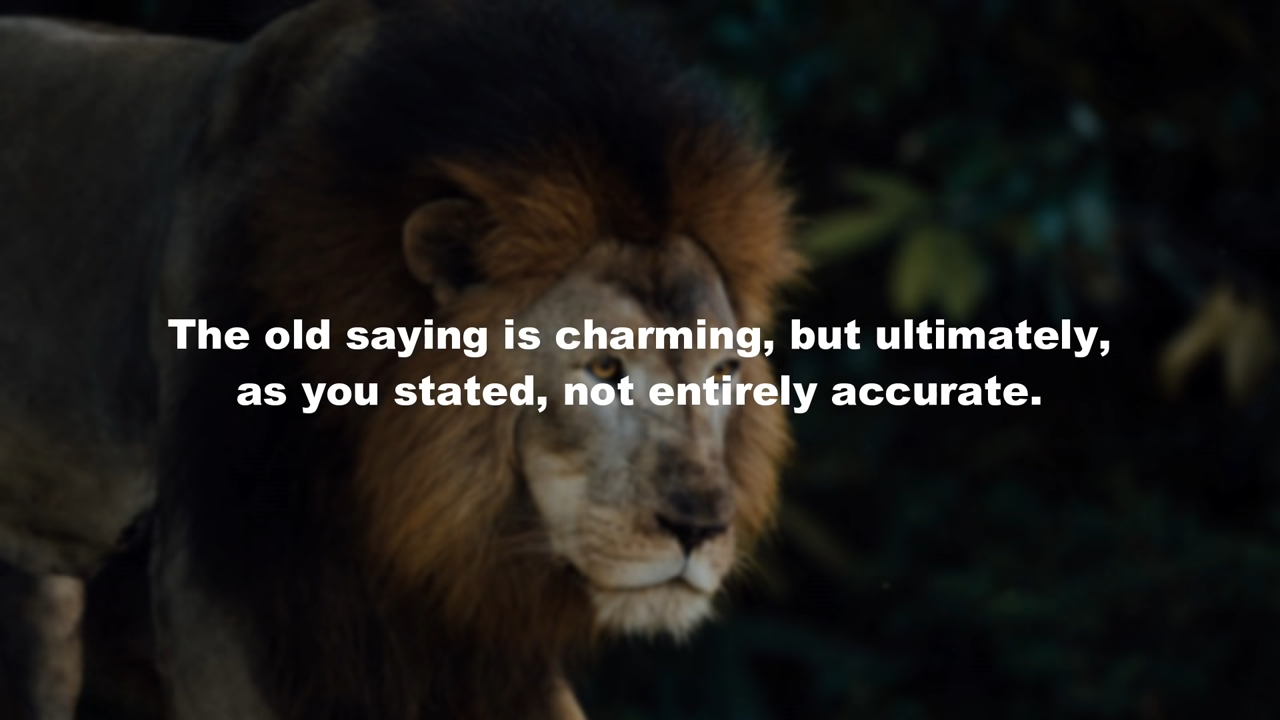 The old saying is charming, but ultimately,
as you stated, not entirely accurate.